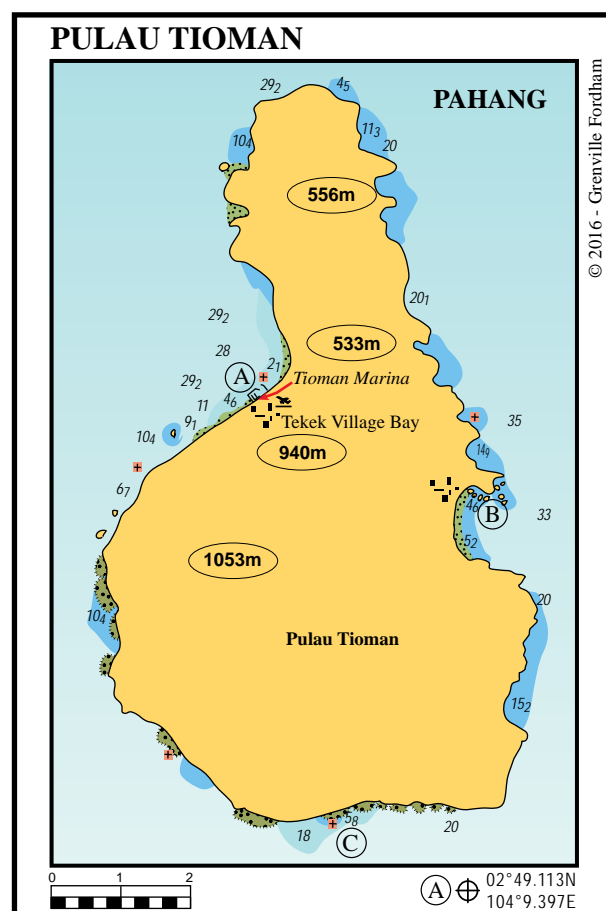 PULAU TIOMAN
PAHANG
© 2016 - Grenville Fordham
29₂
4₅
11₃
10₄
20
556m
20₁
29₂
533m
28
2₁
A
Tioman Marina
29₂
4₆
11
9₁
Tekek Village Bay
35
10₄
940m
14₉
6₇
4₆
B
33
5₂
1053m
20
10₄
Pulau Tioman
15₂
5₈
18
20
C
0 1 2
A 02°49.113N
104°9.397E